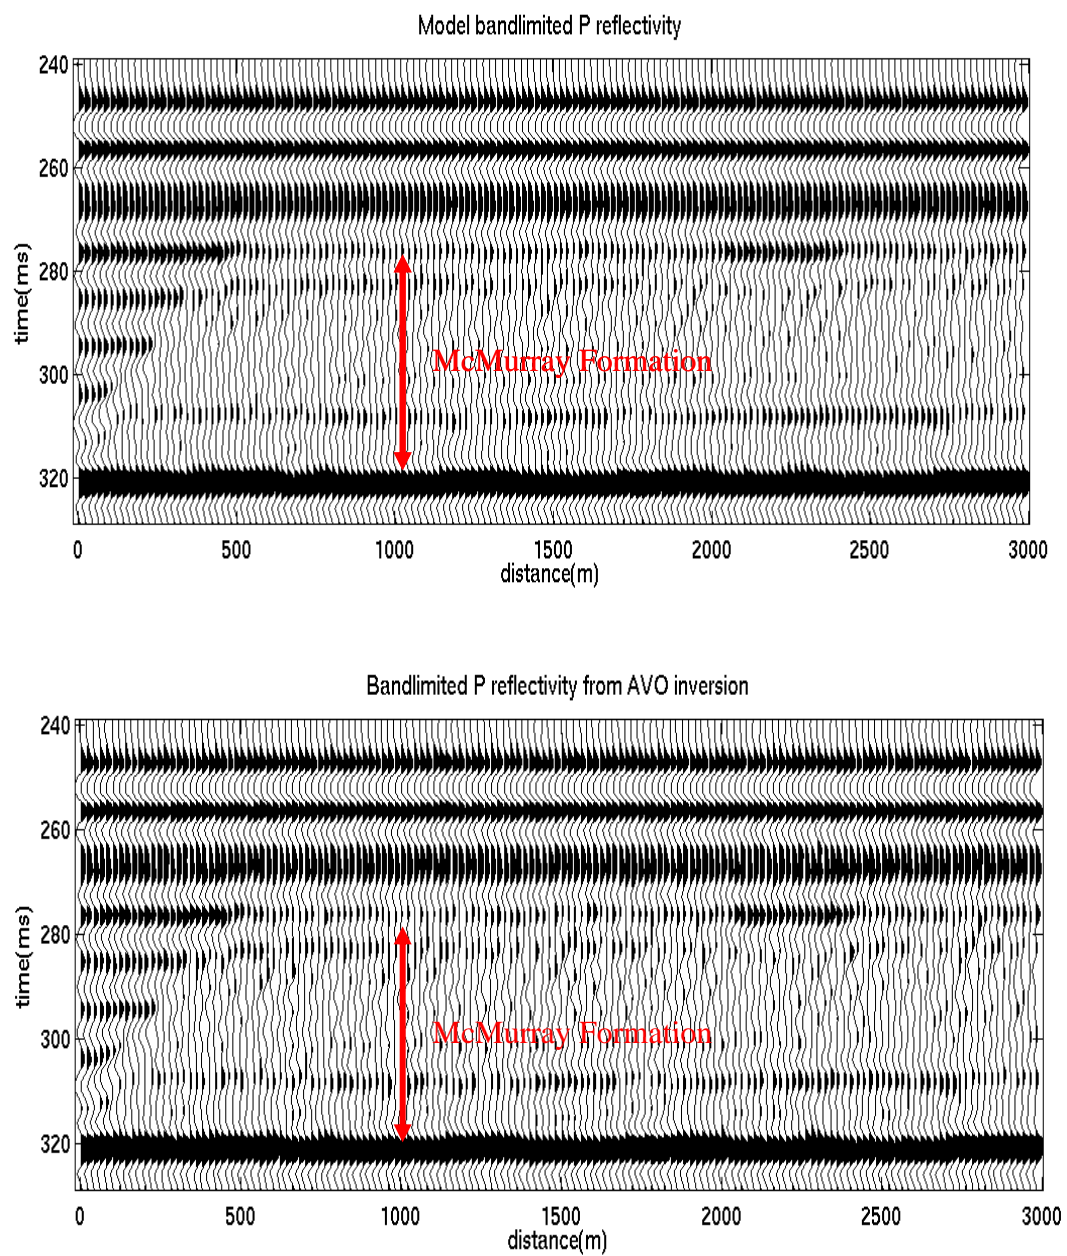 Model bandlimited P reflectivity
240
260
280
300
320
time(ms)
McMurray Formation
0 500 1000 1500 2000 2500 3000
distance(m)
Bandlimited P reflectivity from AVO inversion
240
260
280
300
320
time(ms)
McMurray Formation
0 500 1000 1500 2000 2500 3000
distance(m)